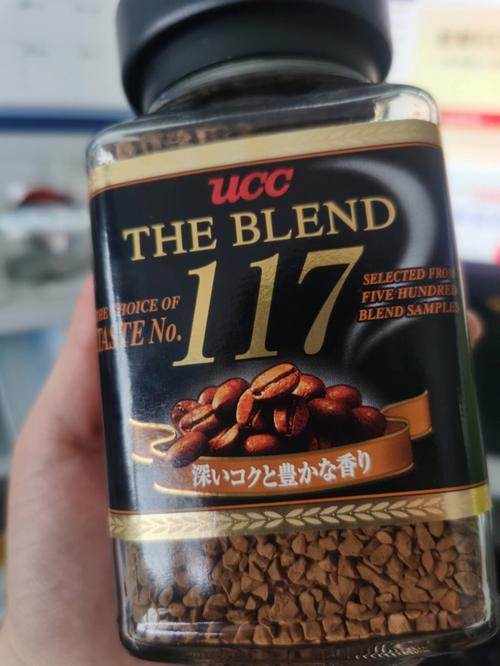 UCC
THE BLEND
117
THE CHOICE OF
TASTE No.
SELECTED FROM
FIVE HUNDRED
BLEND SAMPLES
深いコクと豊かな香り